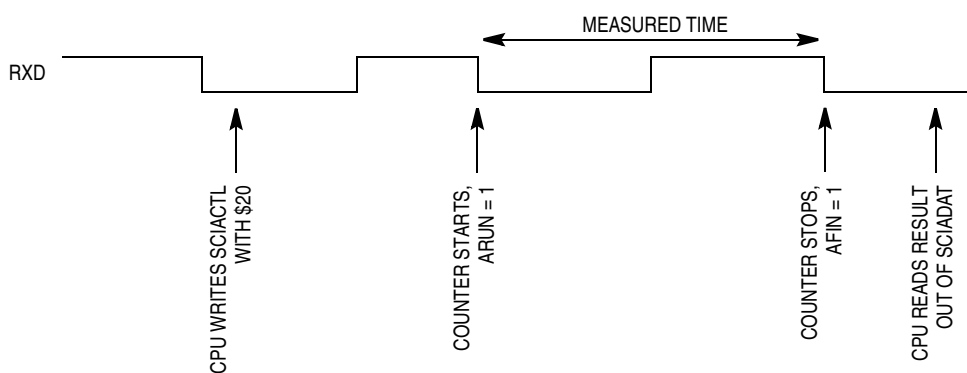 MEASURED TIME
RXD
CPU WRITES SCIACTL
WITH $20
COUNTER STARTS,
ARUN = 1
COUNTER STOPS,
AFIN = 1
CPU READS RESULT
OUT OF SCIADAT